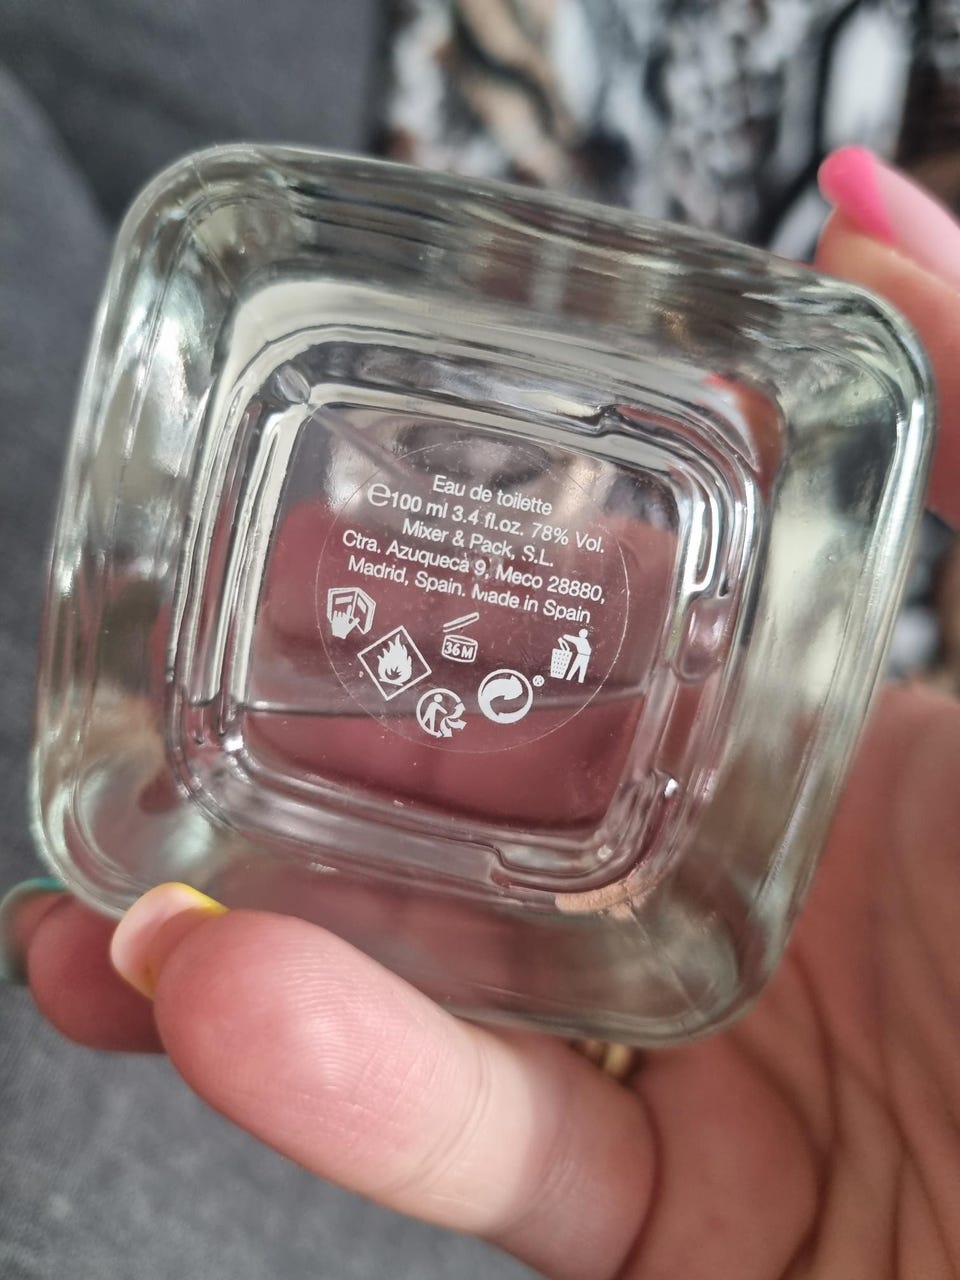 Eau de toilette
℮100 ml 3.4 fl.oz. 78% Vol.
Mixer & Pack, S.L.
Ctra. Azuqueca 9, Meco 28880,
Madrid, Spain. Made in Spain
36M
®